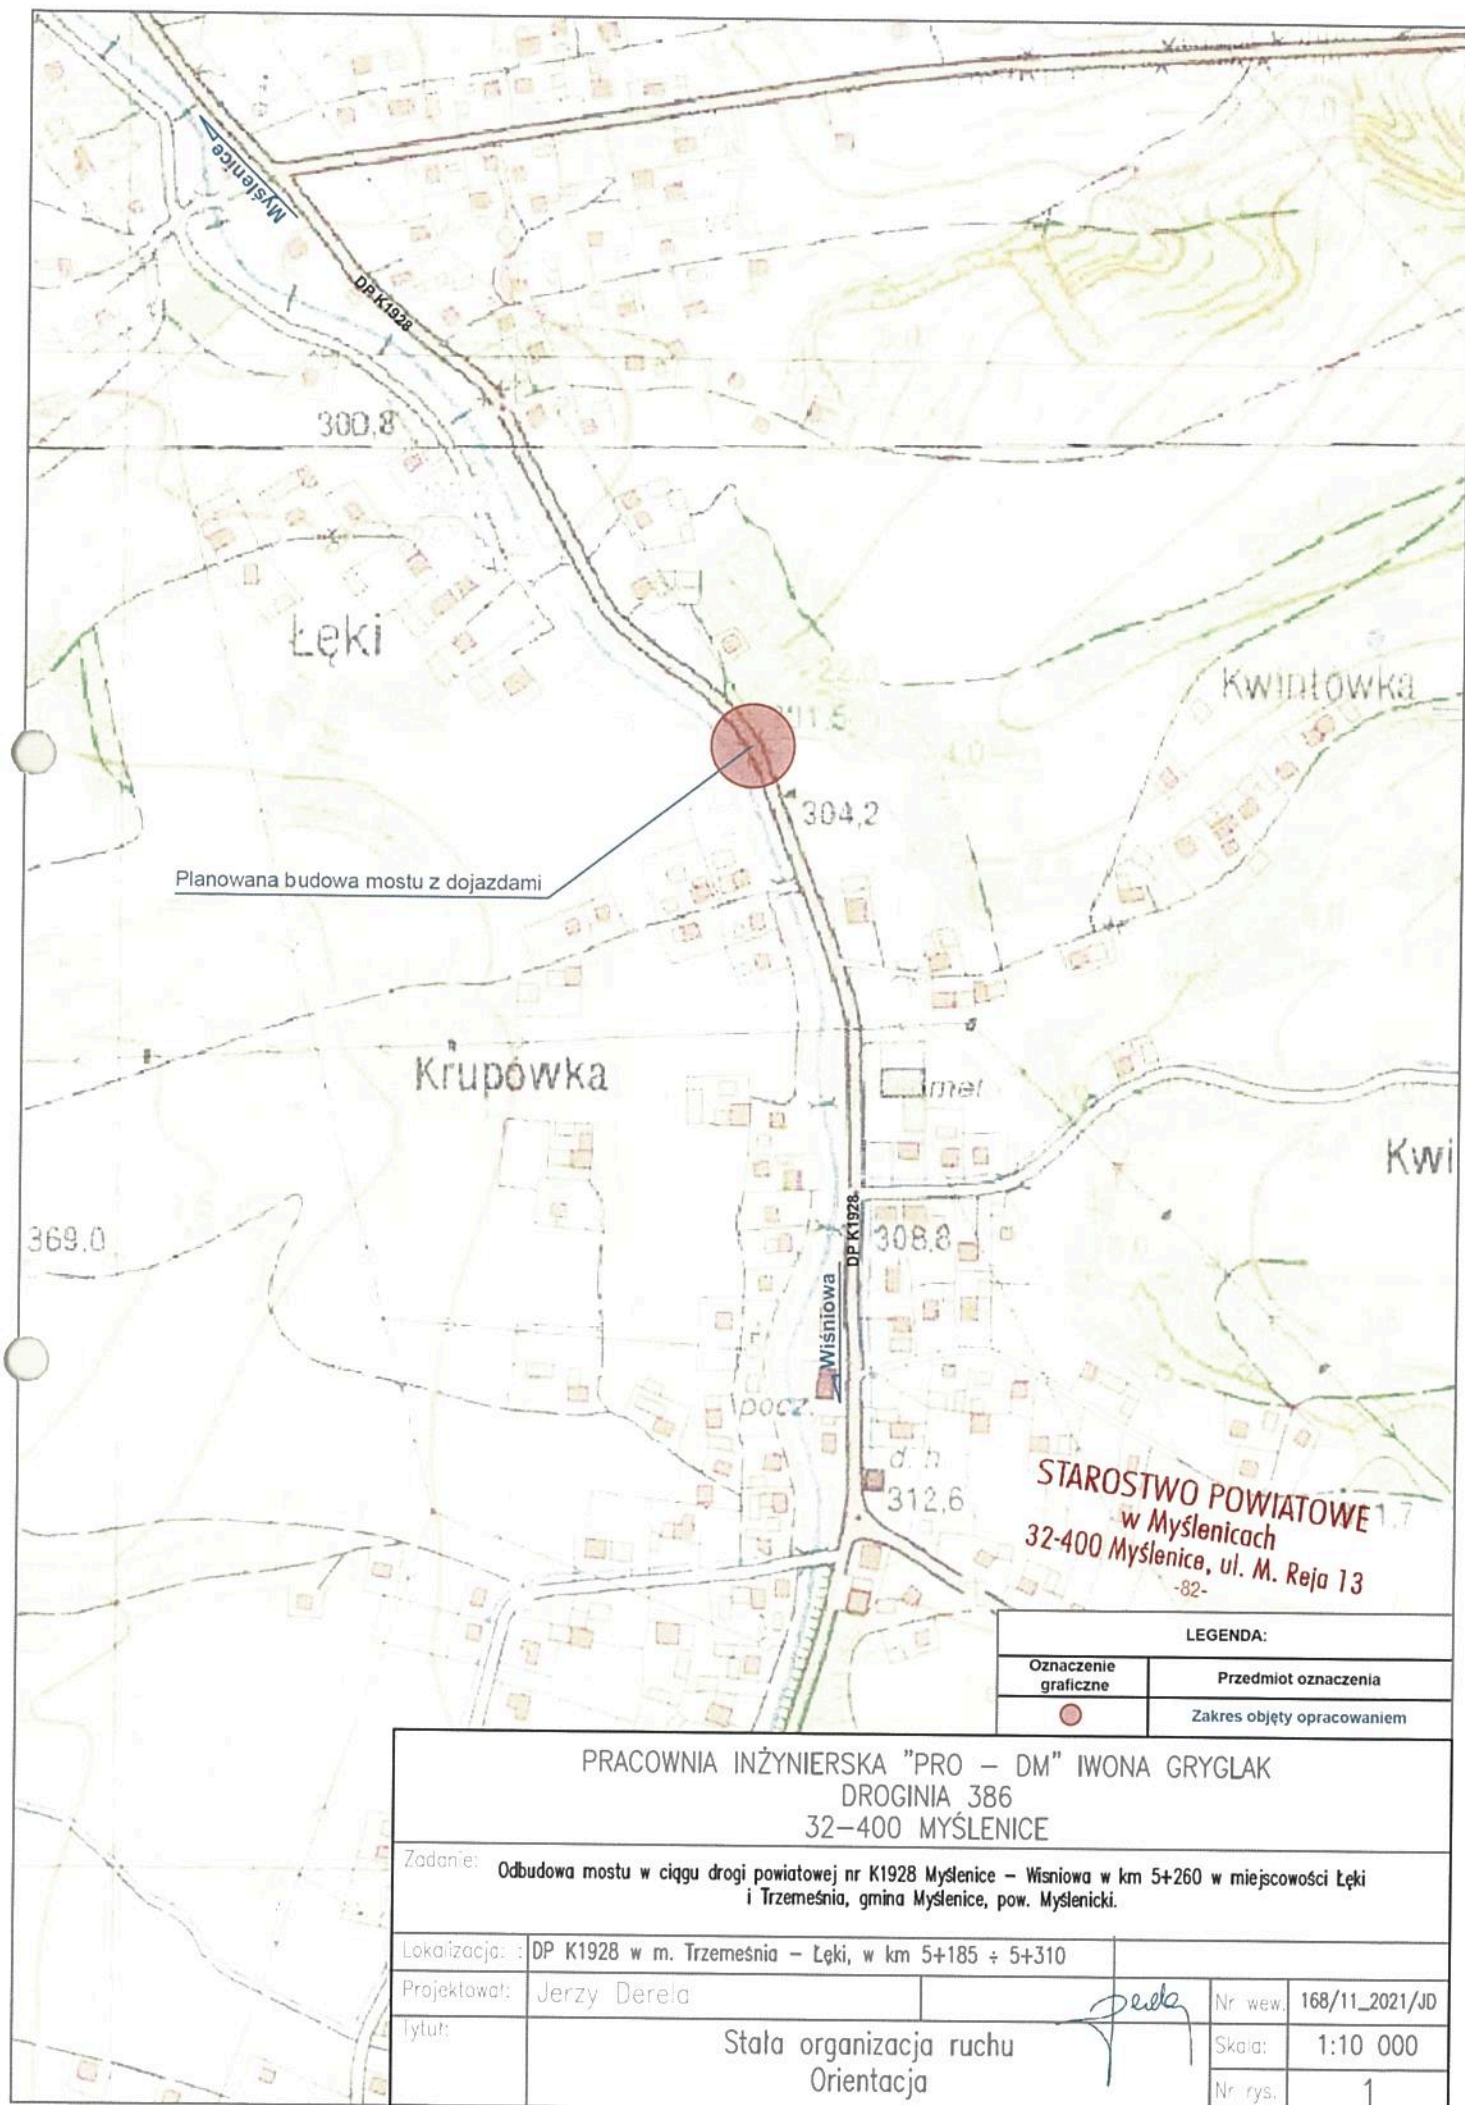 Myślenice
DP K1928
300,8
Łęki
Kwintówka
304,2
Planowana budowa mostu z dojazdami
Krupówka
mel
Kwi
369.0
DP K1928
308,8
Wiśniowa
pocz.
d. h
312,6
STAROSTWO POWIATOWE
w Myślenicach
32-400 Myślenice, ul. M. Reja 13
-82-
1.7
LEGENDA:
Oznaczenie graficzne
Przedmiot oznaczenia
Zakres objęty opracowaniem
PRACOWNIA INŻYNIERSKA "PRO – DM" IWONA GRYGLAK
DROGINIA 386
32–400 MYŚLENICE
Zadanie: Odbudowa mostu w ciągu drogi powiatowej nr K1928 Myślenice – Wisniowa w km 5+260 w miejscowości Łęki
i Trzemeśnia, gmina Myślenice, pow. Myślenicki.
Lokalizacja: : DP K1928 w m. Trzemeśnia – Łęki, w km 5+185 ÷ 5+310
Projektował: Jerzy Derela
Nr wew. 168/11_2021/JD
Tytuł: Stała organizacja ruchu
Orientacja
Skala: 1:10 000
Nr rys. 1